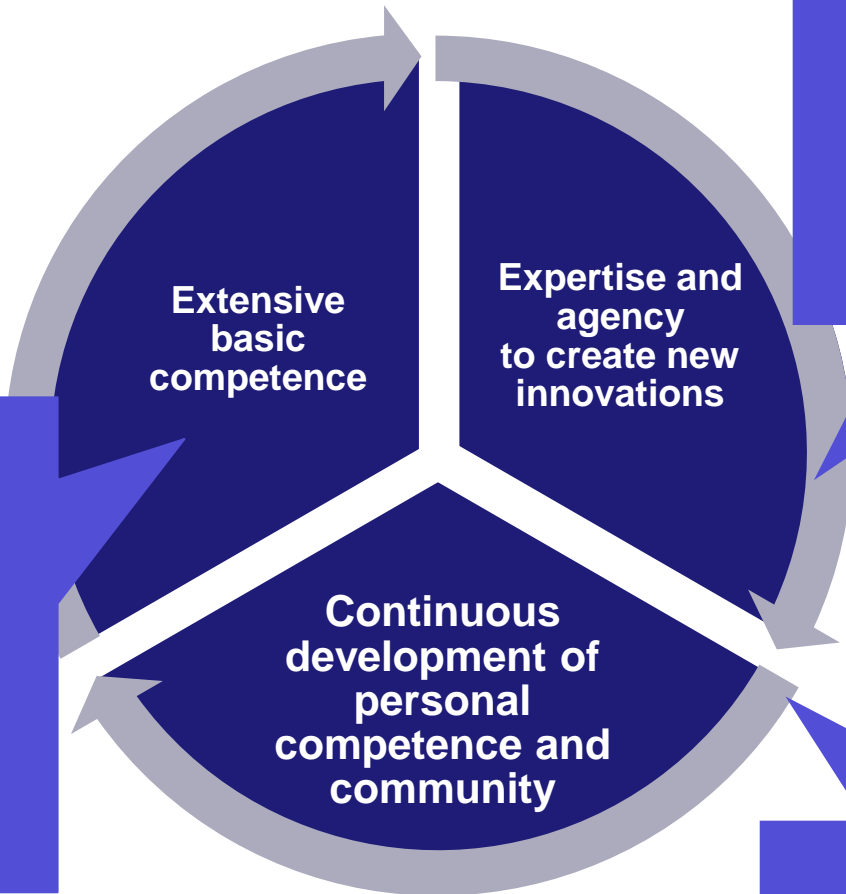 Extensive
basic
competence
Expertise and
agency
to create new
innovations
Continuous
development of
personal
competence and
community